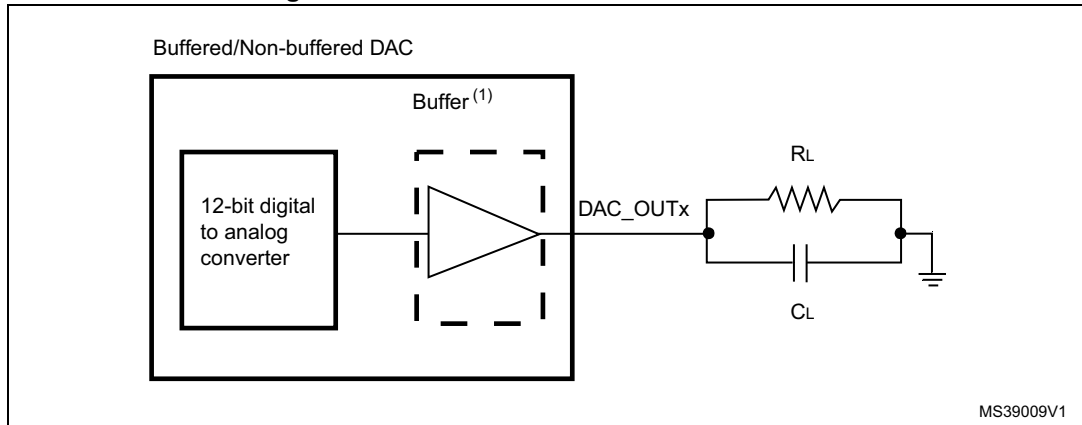 Buffered/Non-buffered DAC
Buffer (1)
12-bit digital
to analog
converter
DAC_OUTx
RL
CL
MS39009V1